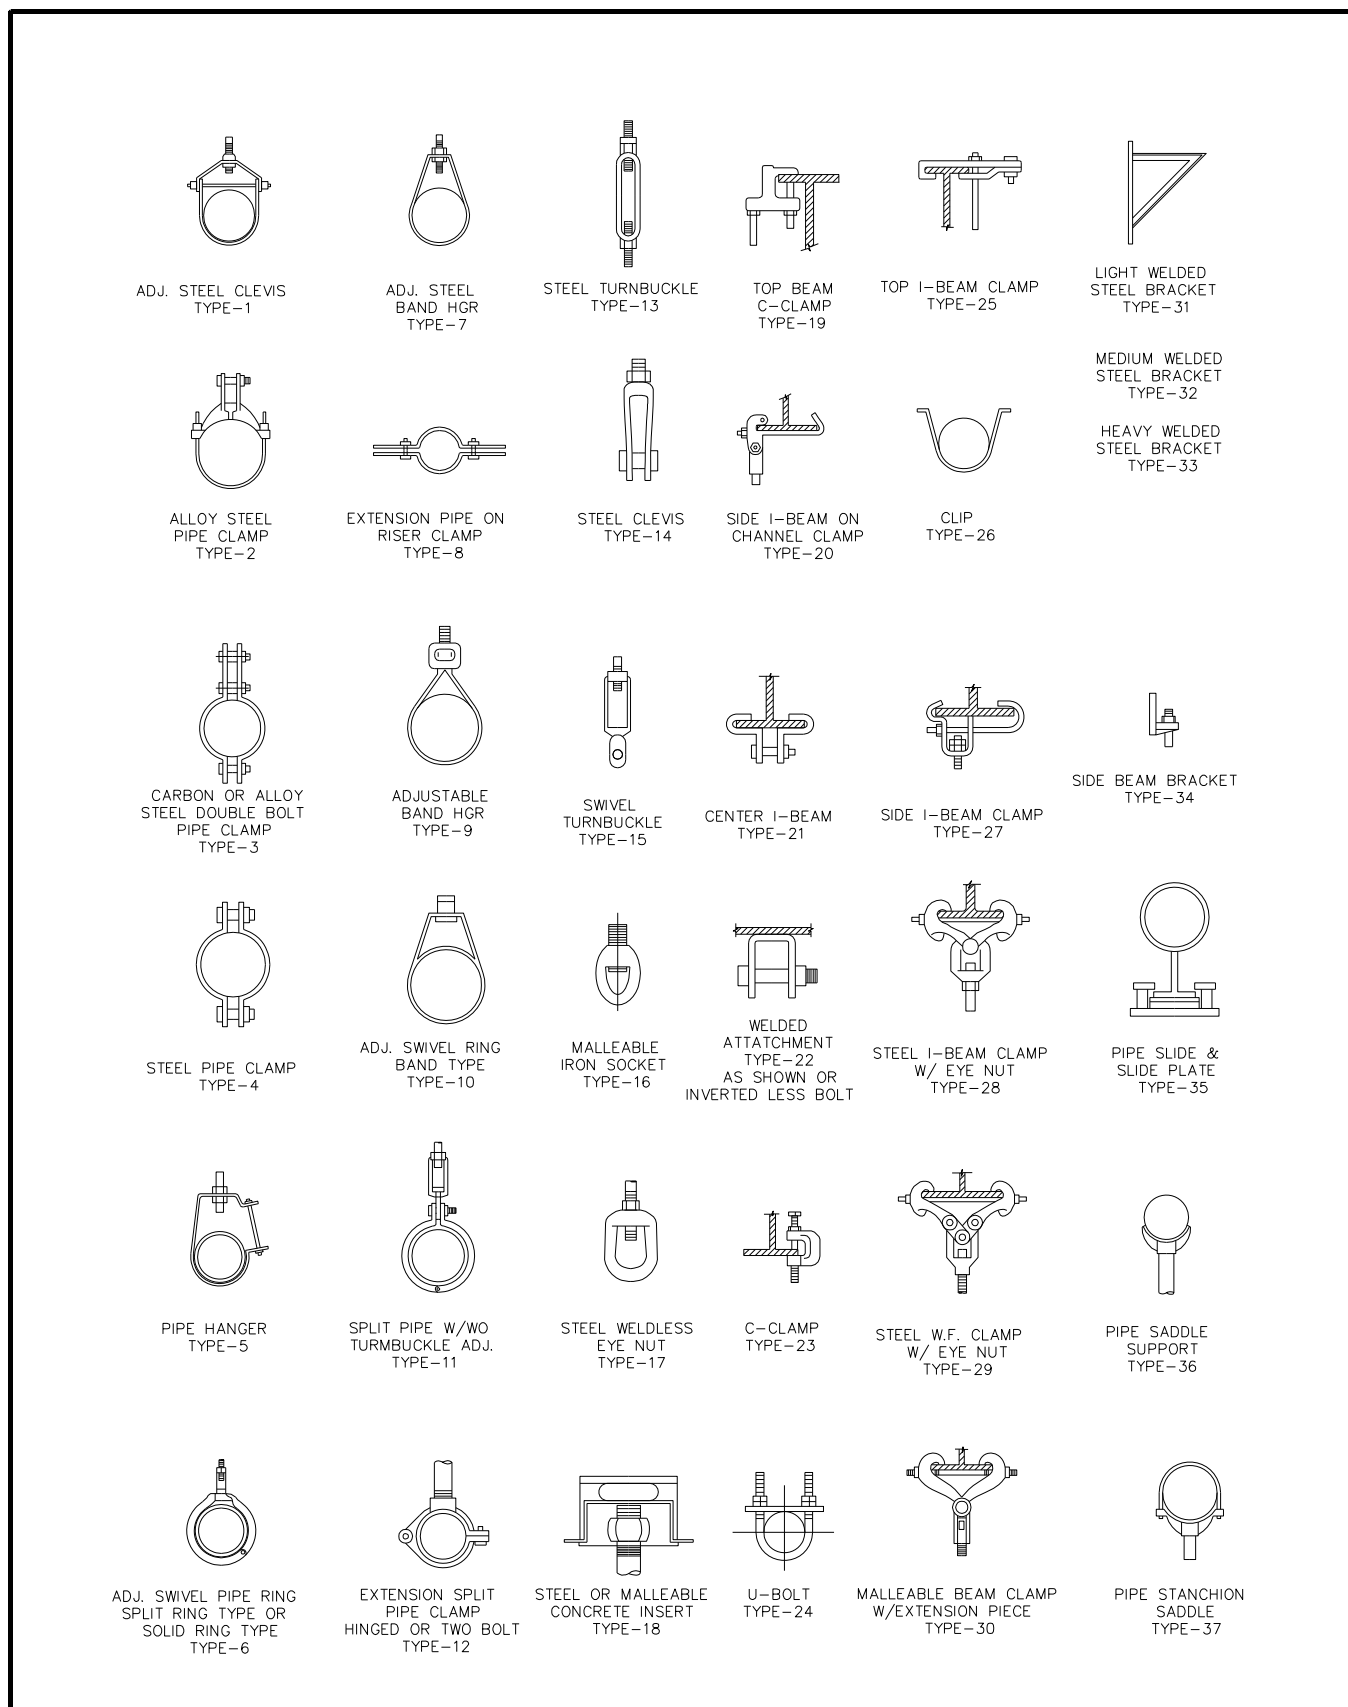 ADJ. STEEL CLEVIS
TYPE-1
ADJ. STEEL
BAND HGR
TYPE-7
STEEL TURNBUCKLE
TYPE-13
TOP BEAM
C-CLAMP
TYPE-19
TOP I-BEAM CLAMP
TYPE-25
LIGHT WELDED
STEEL BRACKET
TYPE-31
MEDIUM WELDED
STEEL BRACKET
TYPE-32
HEAVY WELDED
STEEL BRACKET
TYPE-33
ALLOY STEEL
PIPE CLAMP
TYPE-2
EXTENSION PIPE ON
RISER CLAMP
TYPE-8
STEEL CLEVIS
TYPE-14
SIDE I-BEAM ON
CHANNEL CLAMP
TYPE-20
CLIP
TYPE-26
CARBON OR ALLOY
STEEL DOUBLE BOLT
PIPE CLAMP
TYPE-3
ADJUSTABLE
BAND HGR
TYPE-9
SWIVEL
TURNBUCKLE
TYPE-15
CENTER I-BEAM
TYPE-21
SIDE I-BEAM CLAMP
TYPE-27
SIDE BEAM BRACKET
TYPE-34
STEEL PIPE CLAMP
TYPE-4
ADJ. SWIVEL RING
BAND TYPE
TYPE-10
MALLEABLE
IRON SOCKET
TYPE-16
WELDED
ATTATCHMENT
TYPE-22
AS SHOWN OR
INVERTED LESS BOLT
STEEL I-BEAM CLAMP
W/ EYE NUT
TYPE-28
PIPE SLIDE &
SLIDE PLATE
TYPE-35
PIPE HANGER
TYPE-5
SPLIT PIPE W/WO
TURMBUCKLE ADJ.
TYPE-11
STEEL WELDLESS
EYE NUT
TYPE-17
C-CLAMP
TYPE-23
STEEL W.F. CLAMP
W/ EYE NUT
TYPE-29
PIPE SADDLE
SUPPORT
TYPE-36
ADJ. SWIVEL PIPE RING
SPLIT RING TYPE OR
SOLID RING TYPE
TYPE-6
EXTENSION SPLIT
PIPE CLAMP
HINGED OR TWO BOLT
TYPE-12
STEEL OR MALLEABLE
CONCRETE INSERT
TYPE-18
U-BOLT
TYPE-24
MALLEABLE BEAM CLAMP
W/EXTENSION PIECE
TYPE-30
PIPE STANCHION
SADDLE
TYPE-37